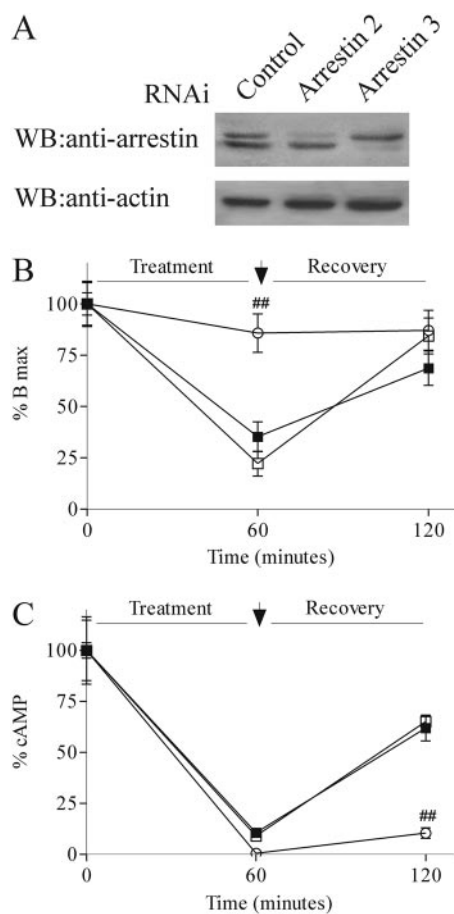 A
RNAi Control Arrestin 2 Arrestin 3
WB:anti-arrestin
WB:anti-actin
B
Treatment Recovery
##
100
75
50
25
0
% B max
0 60 120
Time (minutes)
C
Treatment Recovery
100
75
50
25
0
% cAMP
##
0 60 120
Time (minutes)